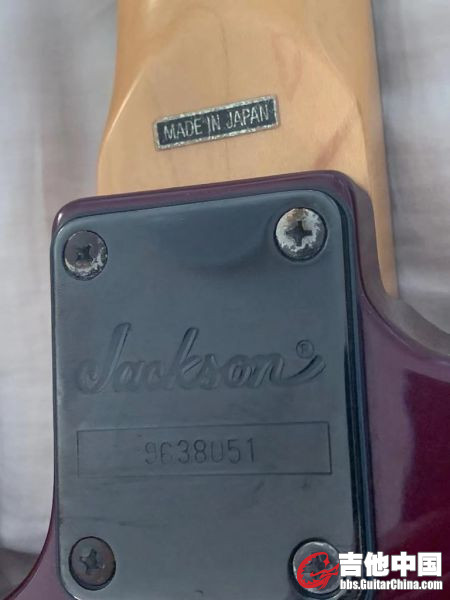 MADE IN JAPAN
Jackson®
9638051
吉他中国
bbs.GuitarChina.com